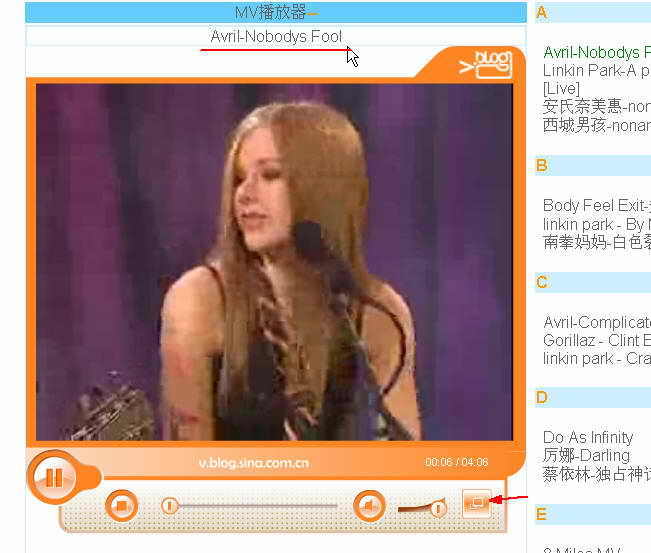 MV播放器
Avril-Nobodys Fool
>blog
v.blog.sina.com.cn
00:06 / 04:06
A
Avril-Nobodys F
Linkin Park-A p
[Live]
安氏奈美惠-non
西城男孩-nonan
B
Body Feel Exit-
linkin park - By
南拳妈妈-白色
C
Avril-Complicat
Gorillaz - Clint E
linkin park - Cra
D
Do As Infinity
厉娜-Darling
蔡依林-独占神
E
8 Miles MV